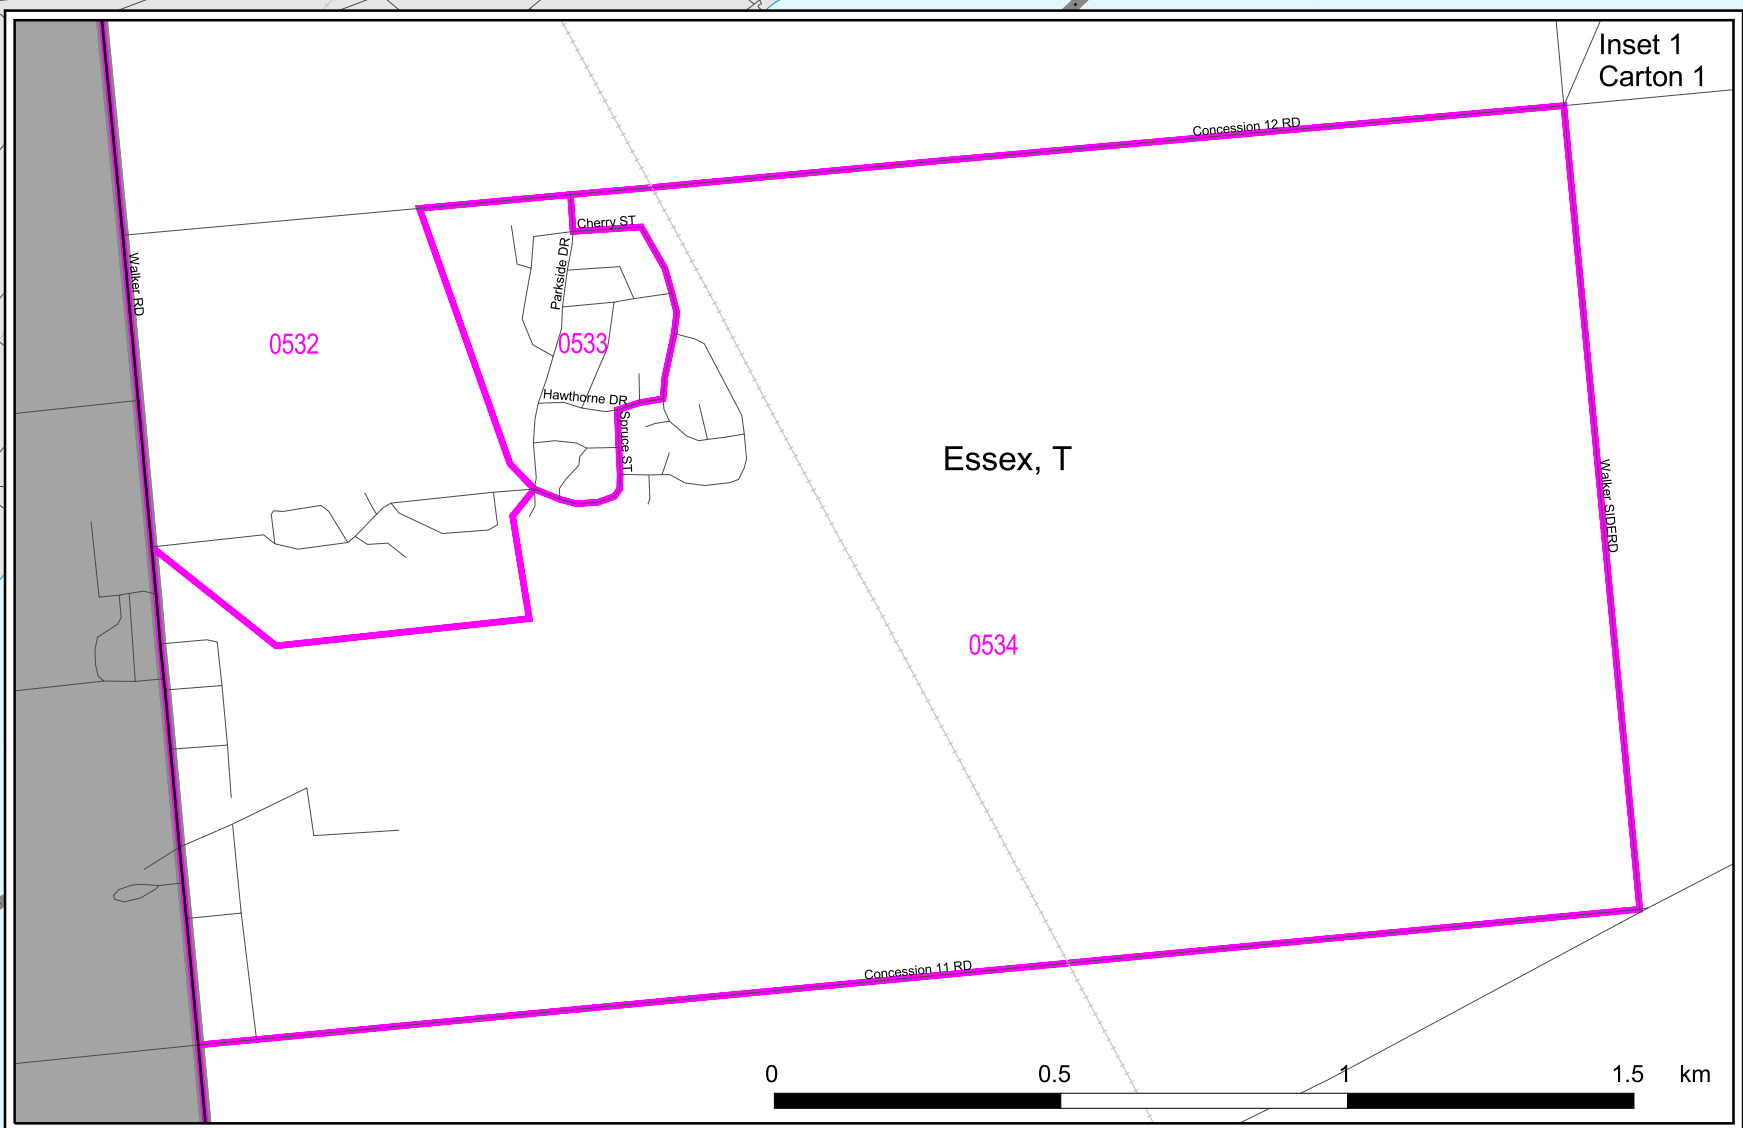 Inset 1
Carton 1
Concession 12 RD
Cherry ST
Parkside DR
Walker RD
0532
0533
Hawthorne DR
Spruce ST
Essex, T
Walker SIDERD
0534
Concession 11 RD
0 0.5 1 1.5 km